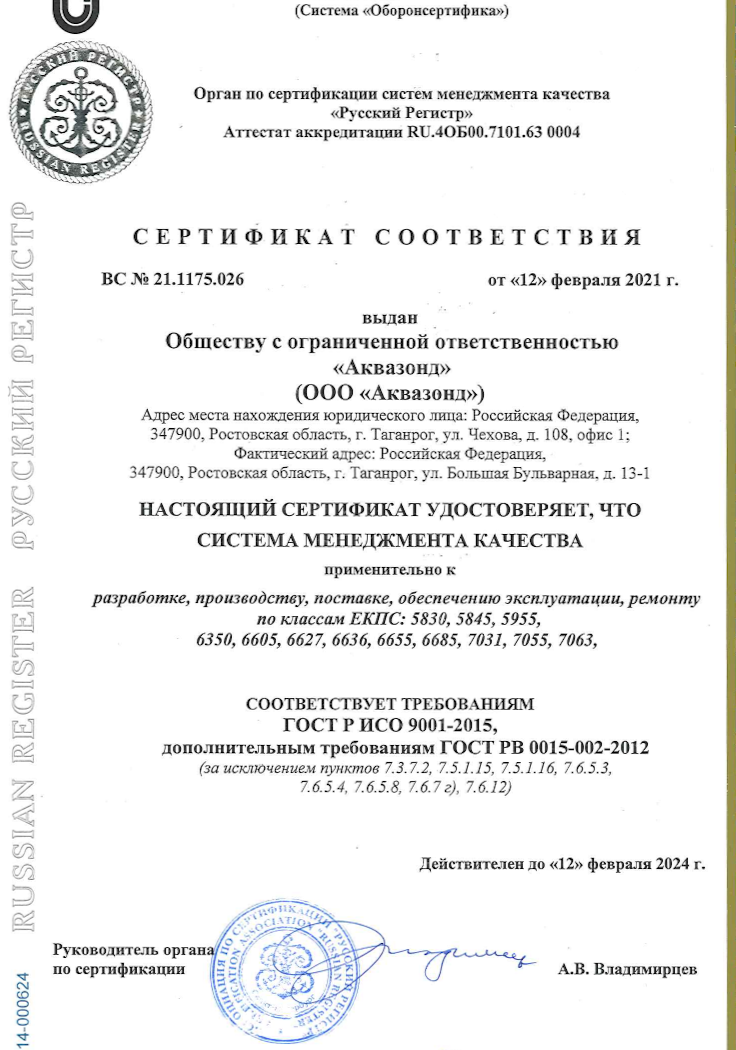 (Система «Оборонсертифика»)
РУССКИЙ РЕГИСТР
RUSSIAN REGISTER
Орган по сертификации систем менеджмента качества
«Русский Регистр»
Аттестат аккредитации RU.4ОБ00.7101.63 0004
СЕРТИФИКАТ СООТВЕТСТВИЯ
ВС № 21.1175.026 от «12» февраля 2021 г.
выдан
Обществу с ограниченной ответственностью
«Аквазонд»
(ООО «Аквазонд»)
Адрес места нахождения юридического лица: Российская Федерация,
347900, Ростовская область, г. Таганрог, ул. Чехова, д. 108, офис 1;
Фактический адрес: Российская Федерация,
347900, Ростовская область, г. Таганрог, ул. Большая Бульварная, д. 13-1
НАСТОЯЩИЙ СЕРТИФИКАТ УДОСТОВЕРЯЕТ, ЧТО
СИСТЕМА МЕНЕДЖМЕНТА КАЧЕСТВА
применительно к
разработке, производству, поставке, обеспечению эксплуатации, ремонту
по классам ЕКПС: 5830, 5845, 5955,
6350, 6605, 6627, 6636, 6655, 6685, 7031, 7055, 7063,
СООТВЕТСТВУЕТ ТРЕБОВАНИЯМ
ГОСТ Р ИСО 9001-2015,
дополнительным требованиям ГОСТ РВ 0015-002-2012
(за исключением пунктов 7.3.7.2, 7.5.1.15, 7.5.1.16, 7.6.5.3,
7.6.5.4, 7.6.5.8, 7.6.7 г), 7.6.12)
Действителен до «12» февраля 2024 г.
Руководитель органа
по сертификации А.В. Владимирцев
RUSSIAN REGISTER РУССКИЙ РЕГИСТР
14-000624